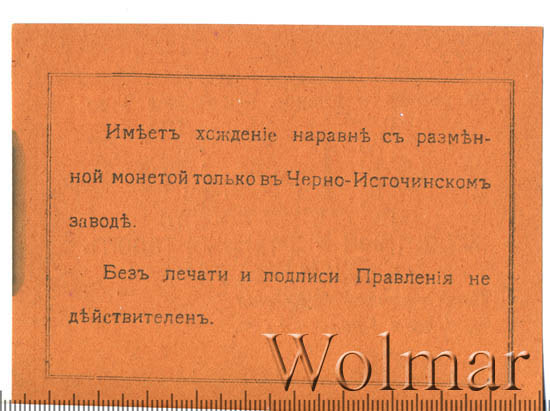 Имѣетъ хожденіе наравнѣ съ размѣн-
ной монетой только въ Черно-Источинскомъ
заводѣ.
Безъ печати и подписи Правленія не
дѣйствителенъ.
Wolmar